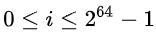 0 ≤ i ≤ 2^{64} − 1